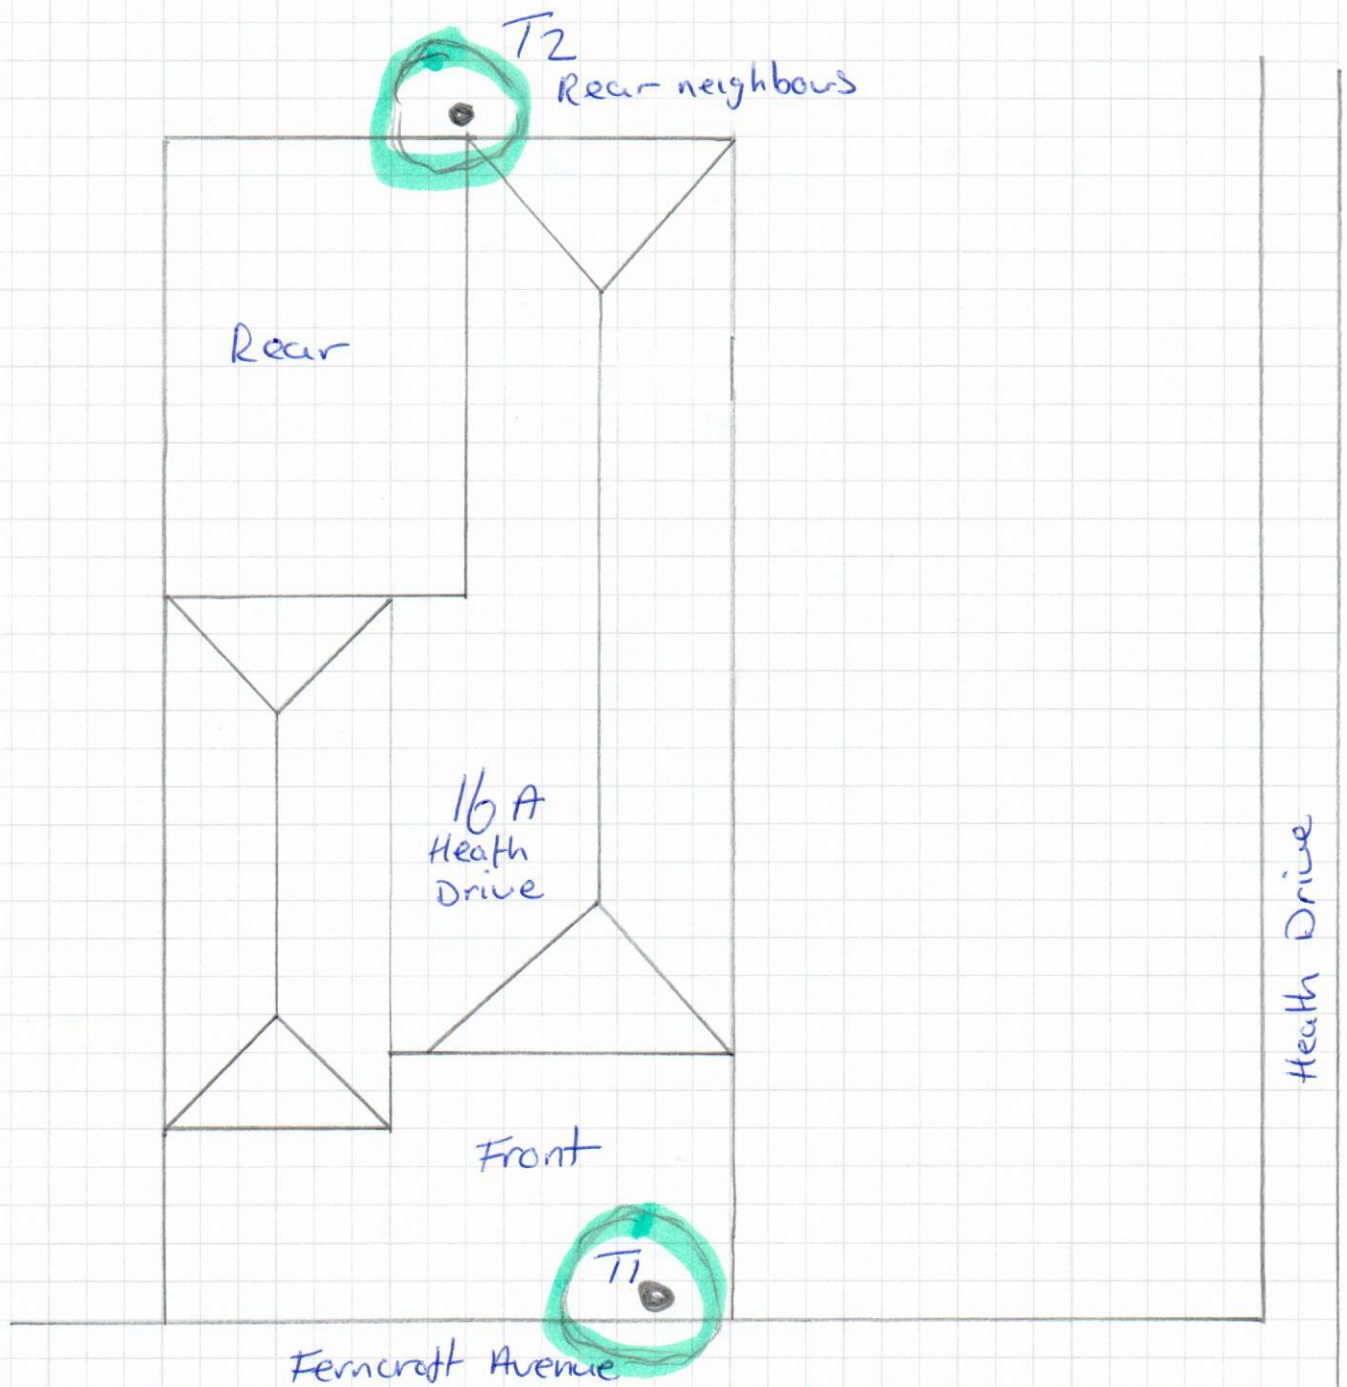 T2
Rear neighbours
Rear
16A
Heath
Drive
Heath Drive
Front
T1
Ferncroft Avenue